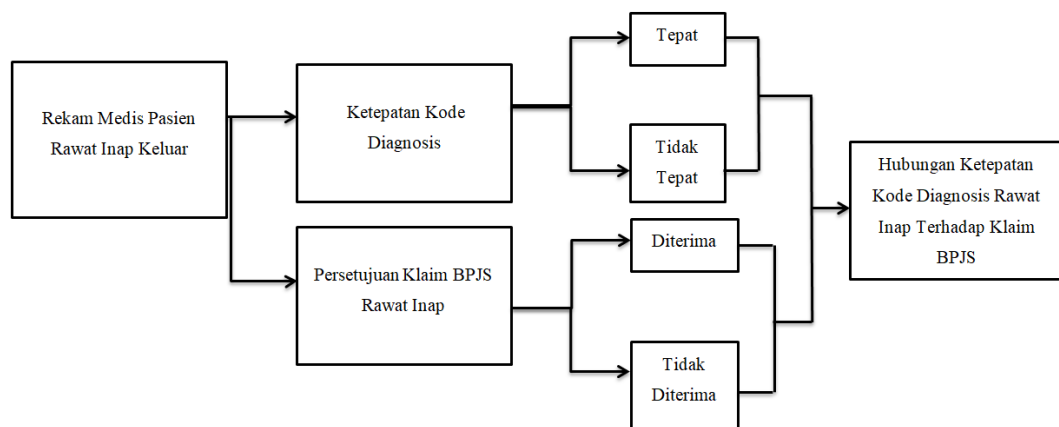 Rekam Medis Pasien
Rawat Inap Keluar
Ketepatan Kode
Diagnosis
Persetujuan Klaim BPJS
Rawat Inap
Tepat
Tidak
Tepat
Diterima
Tidak
Diterima
Hubungan Ketepatan
Kode Diagnosis Rawat
Inap Terhadap Klaim
BPJS